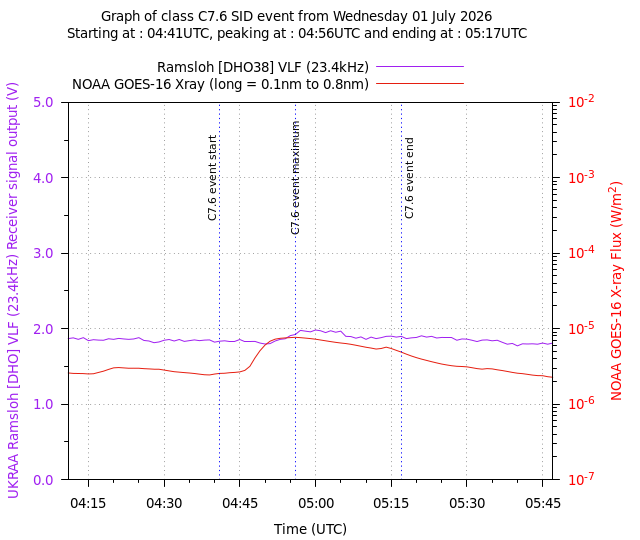 Graph of class C7.6 SID event from Wednesday 01 July 2026
Starting at : 04:41UTC, peaking at : 04:56UTC and ending at : 05:17UTC
Ramsloh [DHO38] VLF (23.4kHz)
NOAA GOES-16 Xray (long = 0.1nm to 0.8nm)
UKRAA Ramsloh [DHO] VLF (23.4kHz) Receiver signal output (V)
5.0
4.0
3.0
2.0
1.0
0.0
C7.6 event start
C7.6 event maximum
C7.6 event end
10-2
10-3
10-4
10-5
10-6
10-7
NOAA GOES-16 X-ray Flux (W/m2)
04:15 04:30 04:45 05:00 05:15 05:30 05:45
Time (UTC)